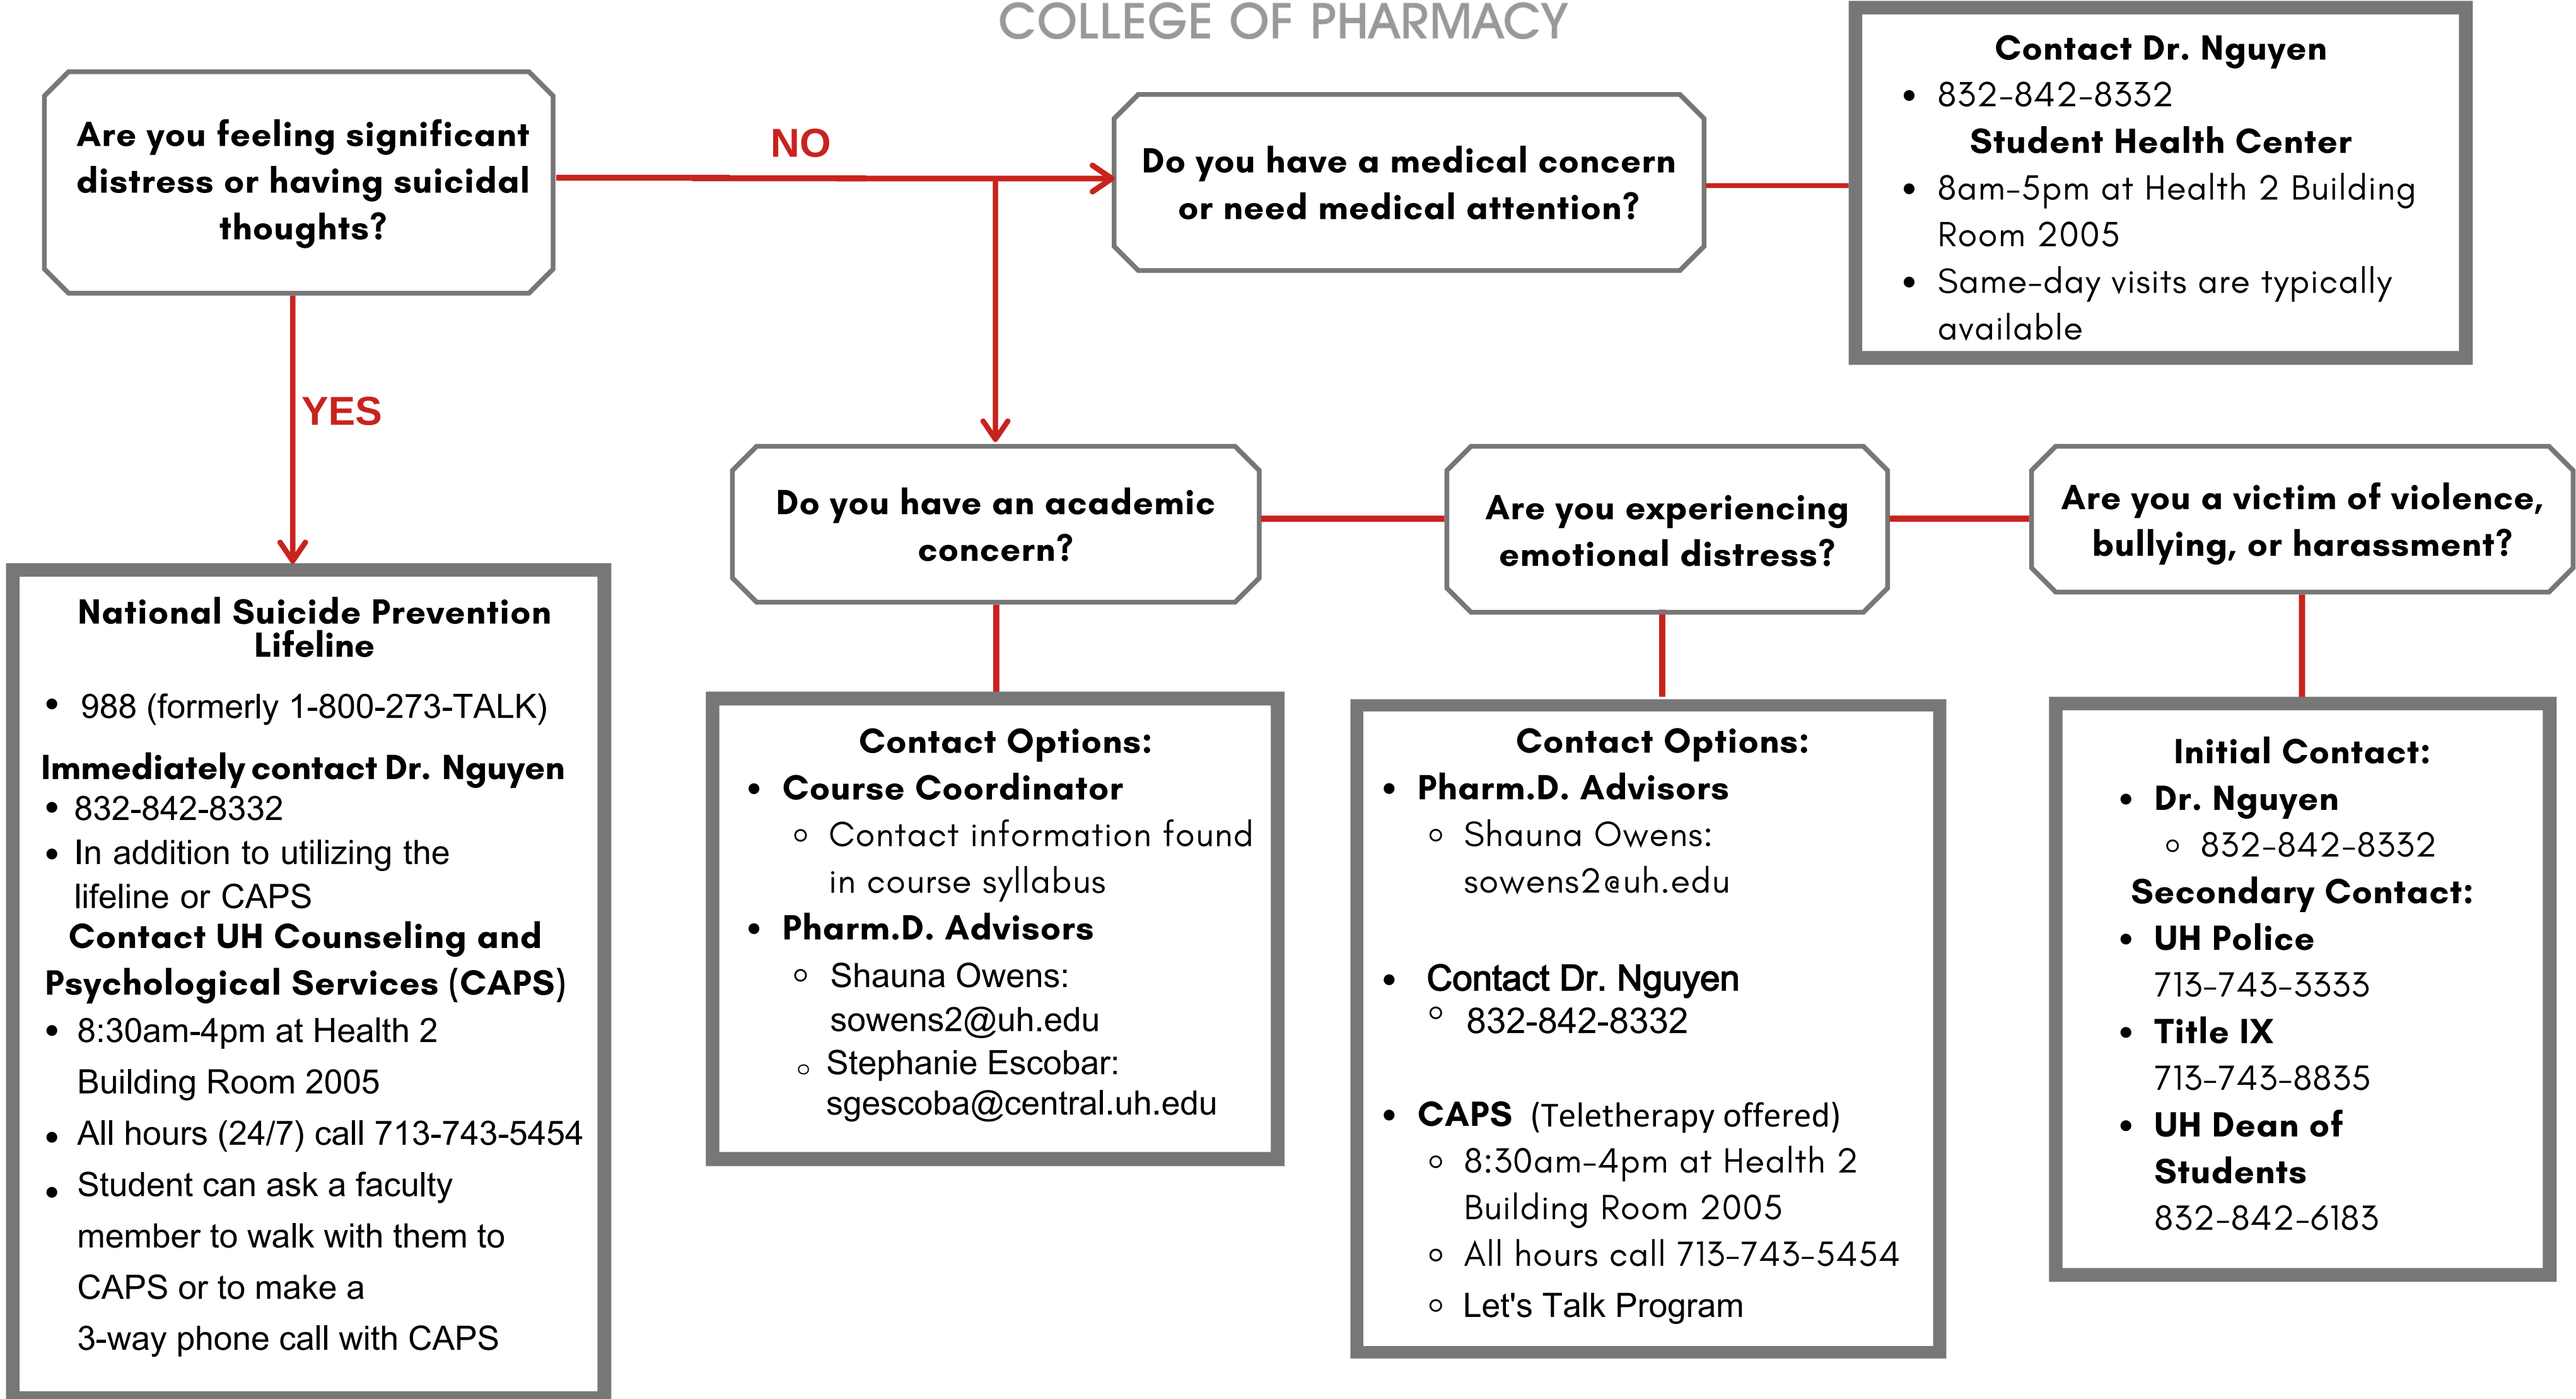 COLLEGE OF PHARMACY
Are you feeling significant
distress or having suicidal
thoughts?
NO
YES
Do you have a medical concern
or need medical attention?
Contact Dr. Nguyen
• 832-842-8332
Student Health Center
• 8am-5pm at Health 2 Building
Room 2005
• Same-day visits are typically
available
National Suicide Prevention
Lifeline
• 988 (formerly 1-800-273-TALK)
Immediately contact Dr. Nguyen
• 832-842-8332
• In addition to utilizing the
lifeline or CAPS
Contact UH Counseling and
Psychological Services (CAPS)
• 8:30am-4pm at Health 2
Building Room 2005
• All hours (24/7) call 713-743-5454
• Student can ask a faculty
member to walk with them to
CAPS or to make a
3-way phone call with CAPS
Do you have an academic
concern?
Contact Options:
• Course Coordinator
○ Contact information found
in course syllabus
• Pharm.D. Advisors
○ Shauna Owens:
sowens2@uh.edu
○ Stephanie Escobar:
sgescoba@central.uh.edu
Are you experiencing
emotional distress?
Contact Options:
• Pharm.D. Advisors
○ Shauna Owens:
sowens2@uh.edu
• Contact Dr. Nguyen
○ 832-842-8332
• CAPS (Teletherapy offered)
○ 8:30am-4pm at Health 2
Building Room 2005
○ All hours call 713-743-5454
○ Let's Talk Program
Are you a victim of violence,
bullying, or harassment?
Initial Contact:
• Dr. Nguyen
○ 832-842-8332
Secondary Contact:
• UH Police
713-743-3333
• Title IX
713-743-8835
• UH Dean of
Students
832-842-6183